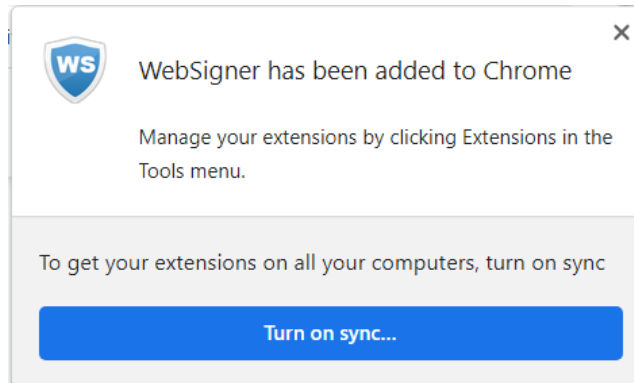 WS
WebSigner has been added to Chrome
Manage your extensions by clicking Extensions in the
Tools menu.
To get your extensions on all your computers, turn on sync
Turn on sync...